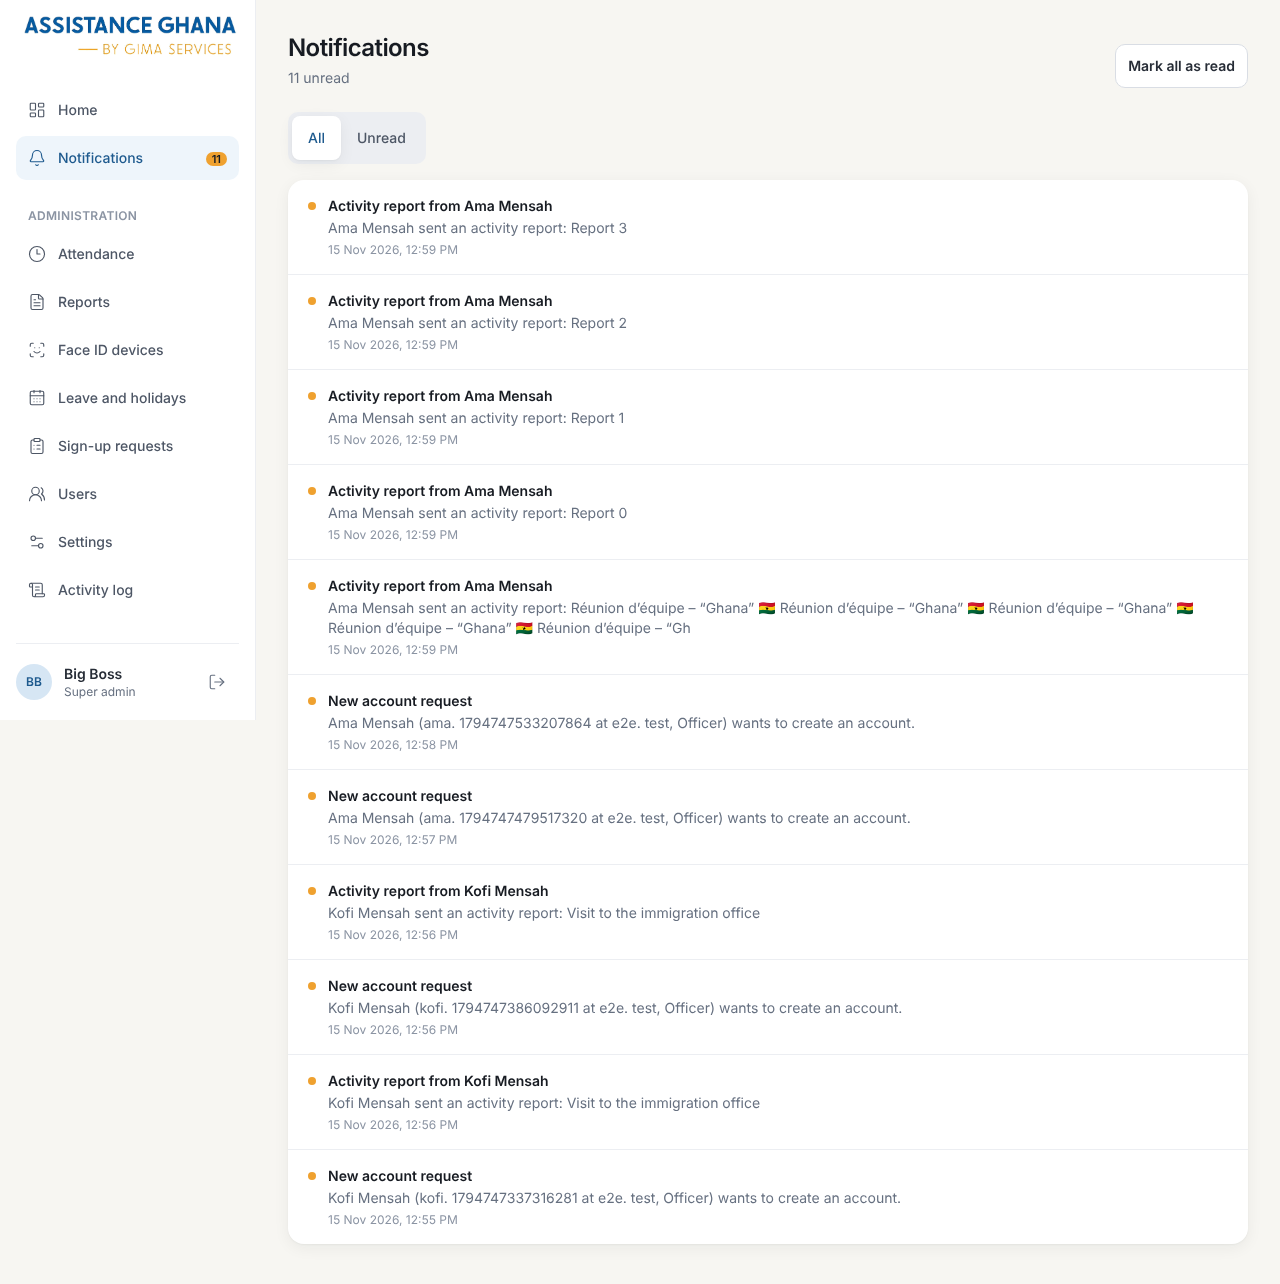 ASSISTANCE GHANA
BY GIMA SERVICES
Home
Notifications
11
ADMINISTRATION
Attendance
Reports
Face ID devices
Leave and holidays
Sign-up requests
Users
Settings
Activity log
BB
Big Boss
Super admin
Notifications
11 unread
Mark all as read
All
Unread
Activity report from Ama Mensah
Ama Mensah sent an activity report: Report 3
15 Nov 2026, 12:59 PM
Activity report from Ama Mensah
Ama Mensah sent an activity report: Report 2
15 Nov 2026, 12:59 PM
Activity report from Ama Mensah
Ama Mensah sent an activity report: Report 1
15 Nov 2026, 12:59 PM
Activity report from Ama Mensah
Ama Mensah sent an activity report: Report 0
15 Nov 2026, 12:59 PM
Activity report from Ama Mensah
Ama Mensah sent an activity report: Réunion d’équipe – “Ghana” 🇬🇭 Réunion d’équipe – “Ghana” 🇬🇭 Réunion d’équipe – “Ghana” 🇬🇭
Réunion d’équipe – “Ghana” 🇬🇭 Réunion d’équipe – “Gh
15 Nov 2026, 12:59 PM
New account request
Ama Mensah (ama. 1794747533207864 at e2e. test, Officer) wants to create an account.
15 Nov 2026, 12:58 PM
New account request
Ama Mensah (ama. 1794747479517320 at e2e. test, Officer) wants to create an account.
15 Nov 2026, 12:57 PM
Activity report from Kofi Mensah
Kofi Mensah sent an activity report: Visit to the immigration office
15 Nov 2026, 12:56 PM
New account request
Kofi Mensah (kofi. 1794747386092911 at e2e. test, Officer) wants to create an account.
15 Nov 2026, 12:56 PM
Activity report from Kofi Mensah
Kofi Mensah sent an activity report: Visit to the immigration office
15 Nov 2026, 12:56 PM
New account request
Kofi Mensah (kofi. 1794747337316281 at e2e. test, Officer) wants to create an account.
15 Nov 2026, 12:55 PM